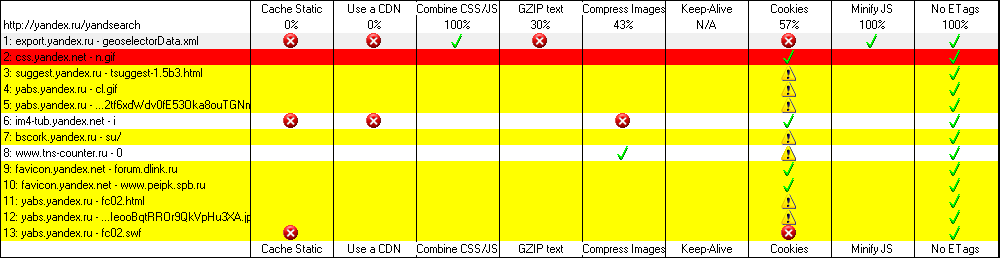 Cache Static Use a CDN Combine CSS/JS GZIP text Compress Images Keep-Alive Cookies Minify JS No ETags
http://yandex.ru/yandsearch 0% 0% 100% 30% 43% N/A 57% 100% 100%
1: export.yandex.ru - geoselectorData.xml
2: css.yandex.net - n.gif
3: suggest.yandex.ru - tsuggest-1.5b3.html
4: yabs.yandex.ru - cl.gif
5: yabs.yandex.ru -
6: im4-tub.yandex.net - i
7: bscork.yandex.ru - su/
8: www.tns-counter.ru - 0
9: favicon.yandex.net - forum.dlink.ru
10: favicon.yandex.net - www.peipk.spb.ru
11: yabs.yandex.ru - fc02.html
12: yabs.yandex.ru -
13: yabs.yandex.ru - fc02.swf
Cache Static Use a CDN Combine CSS/JS GZIP text Compress Images Keep-Alive Cookies Minify JS No ETags